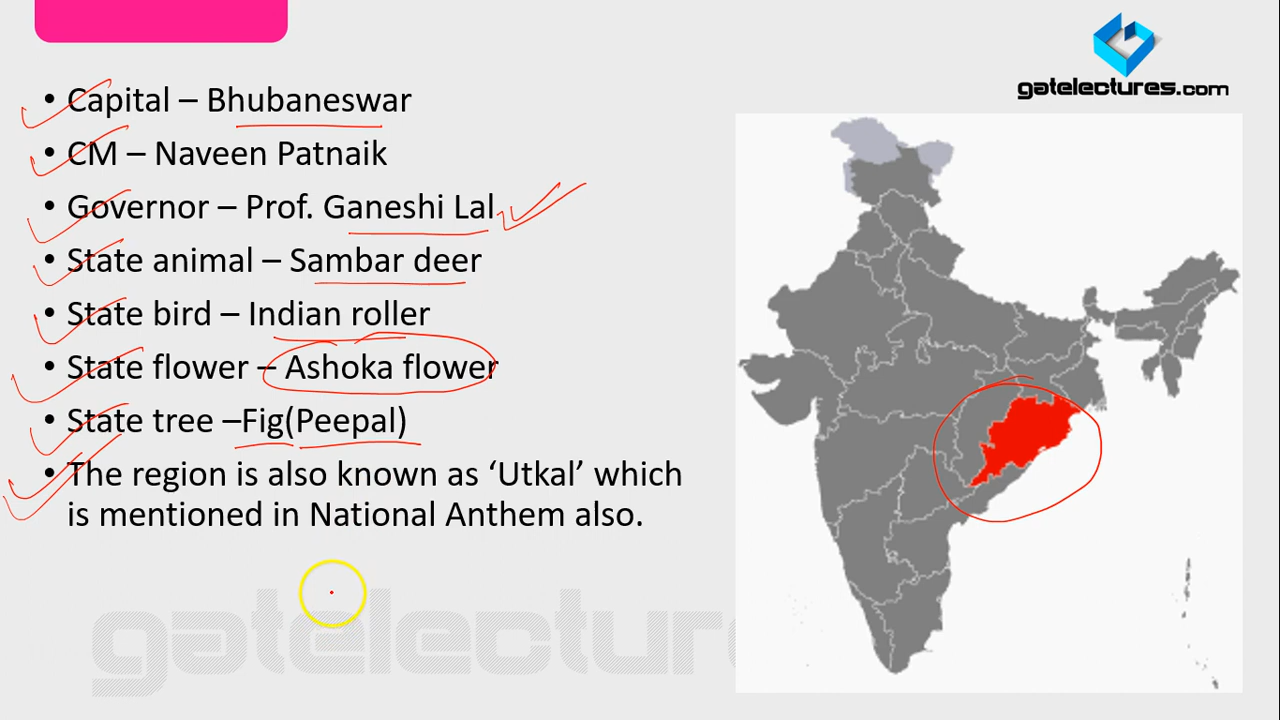 gatelectures.com
• Capital – Bhubaneswar
• CM – Naveen Patnaik
• Governor – Prof. Ganeshi Lal
• State animal – Sambar deer
• State bird – Indian roller
• State flower – Ashoka flower
• State tree –Fig(Peepal)
• The region is also known as ‘Utkal’ which
is mentioned in National Anthem also.
gatelectures